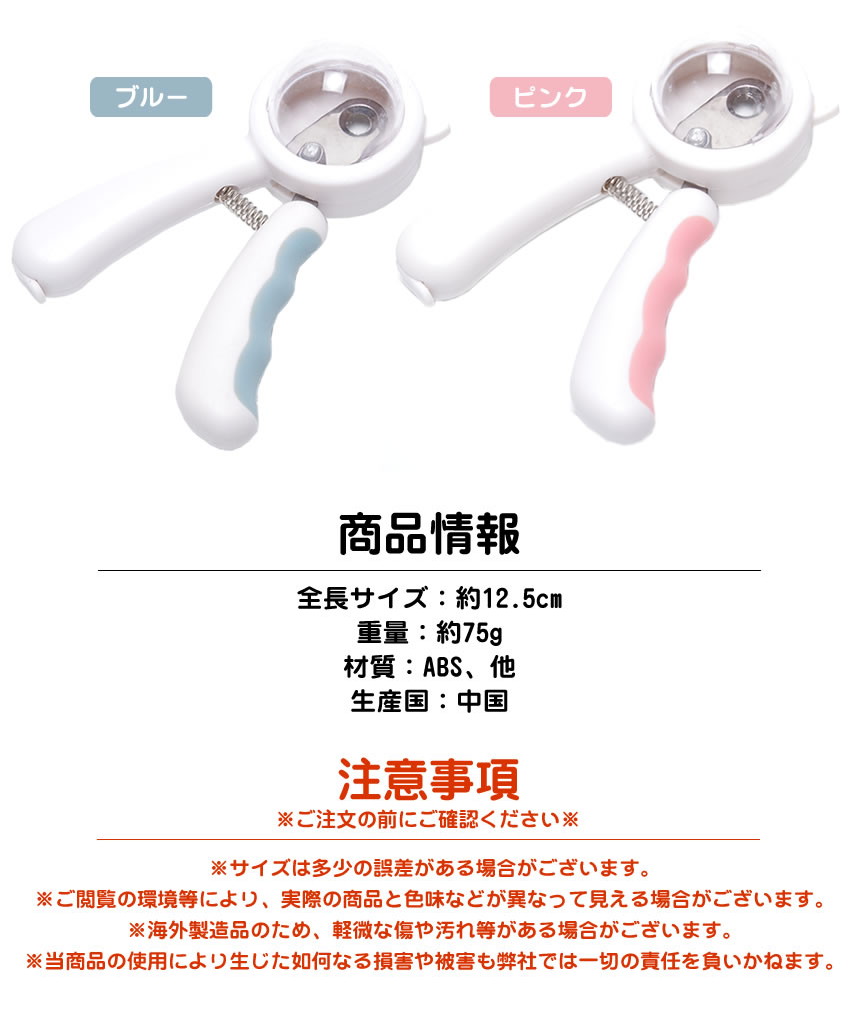 ブルー
ピンク
商品情報
全長サイズ：約12.5cm
重量：約75g
材質：ABS、他
生産国：中国
注意事項
※ご注文の前にご確認ください※
※サイズは多少の誤差がある場合がございます。
※ご閲覧の環境等により、実際の商品と色味などが異なって見える場合がございます。
※海外製造品のため、軽微な傷や汚れ等がある場合がございます。
※当商品の使用により生じた如何なる損害や被害も弊社では一切の責任を負いかねます。